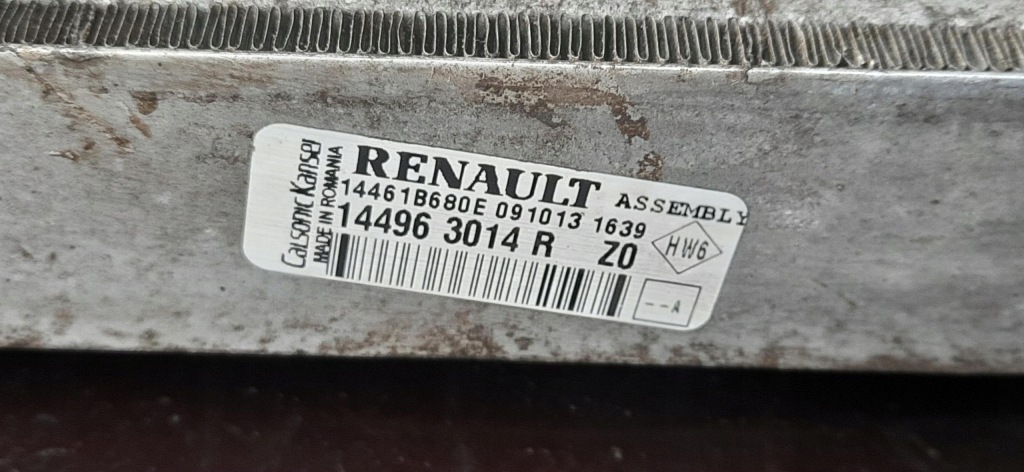 Calsonic Kansei
MADE IN ROMANIA
RENAULT ASSEMBLY
14461B680E 091013 1639
14496 3014 R Z0
HW6
--A